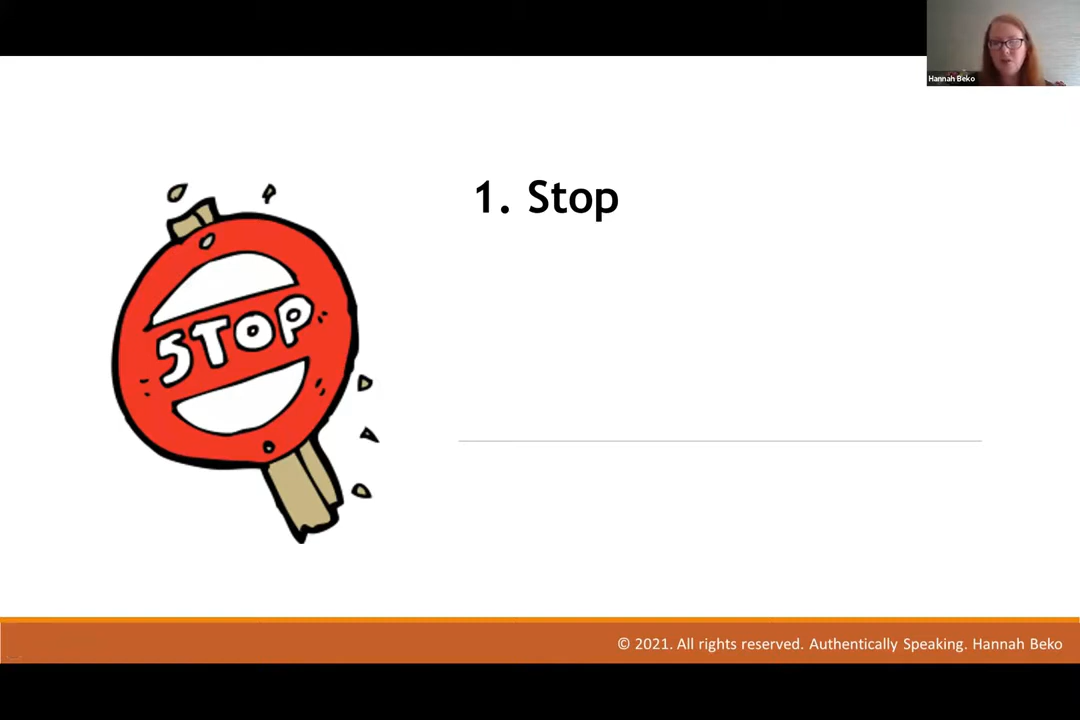 Hannah Beko
1. Stop
STOP
© 2021. All rights reserved. Authentically Speaking. Hannah Beko